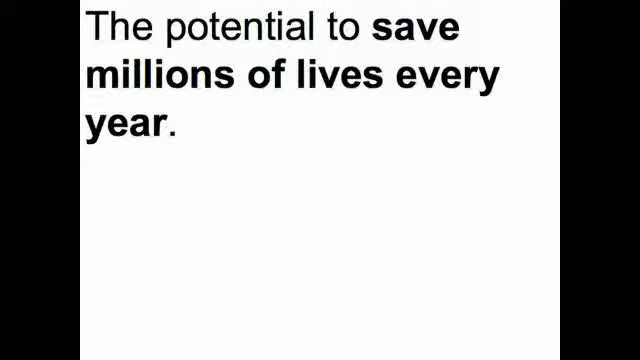 The potential to save
millions of lives every
year.